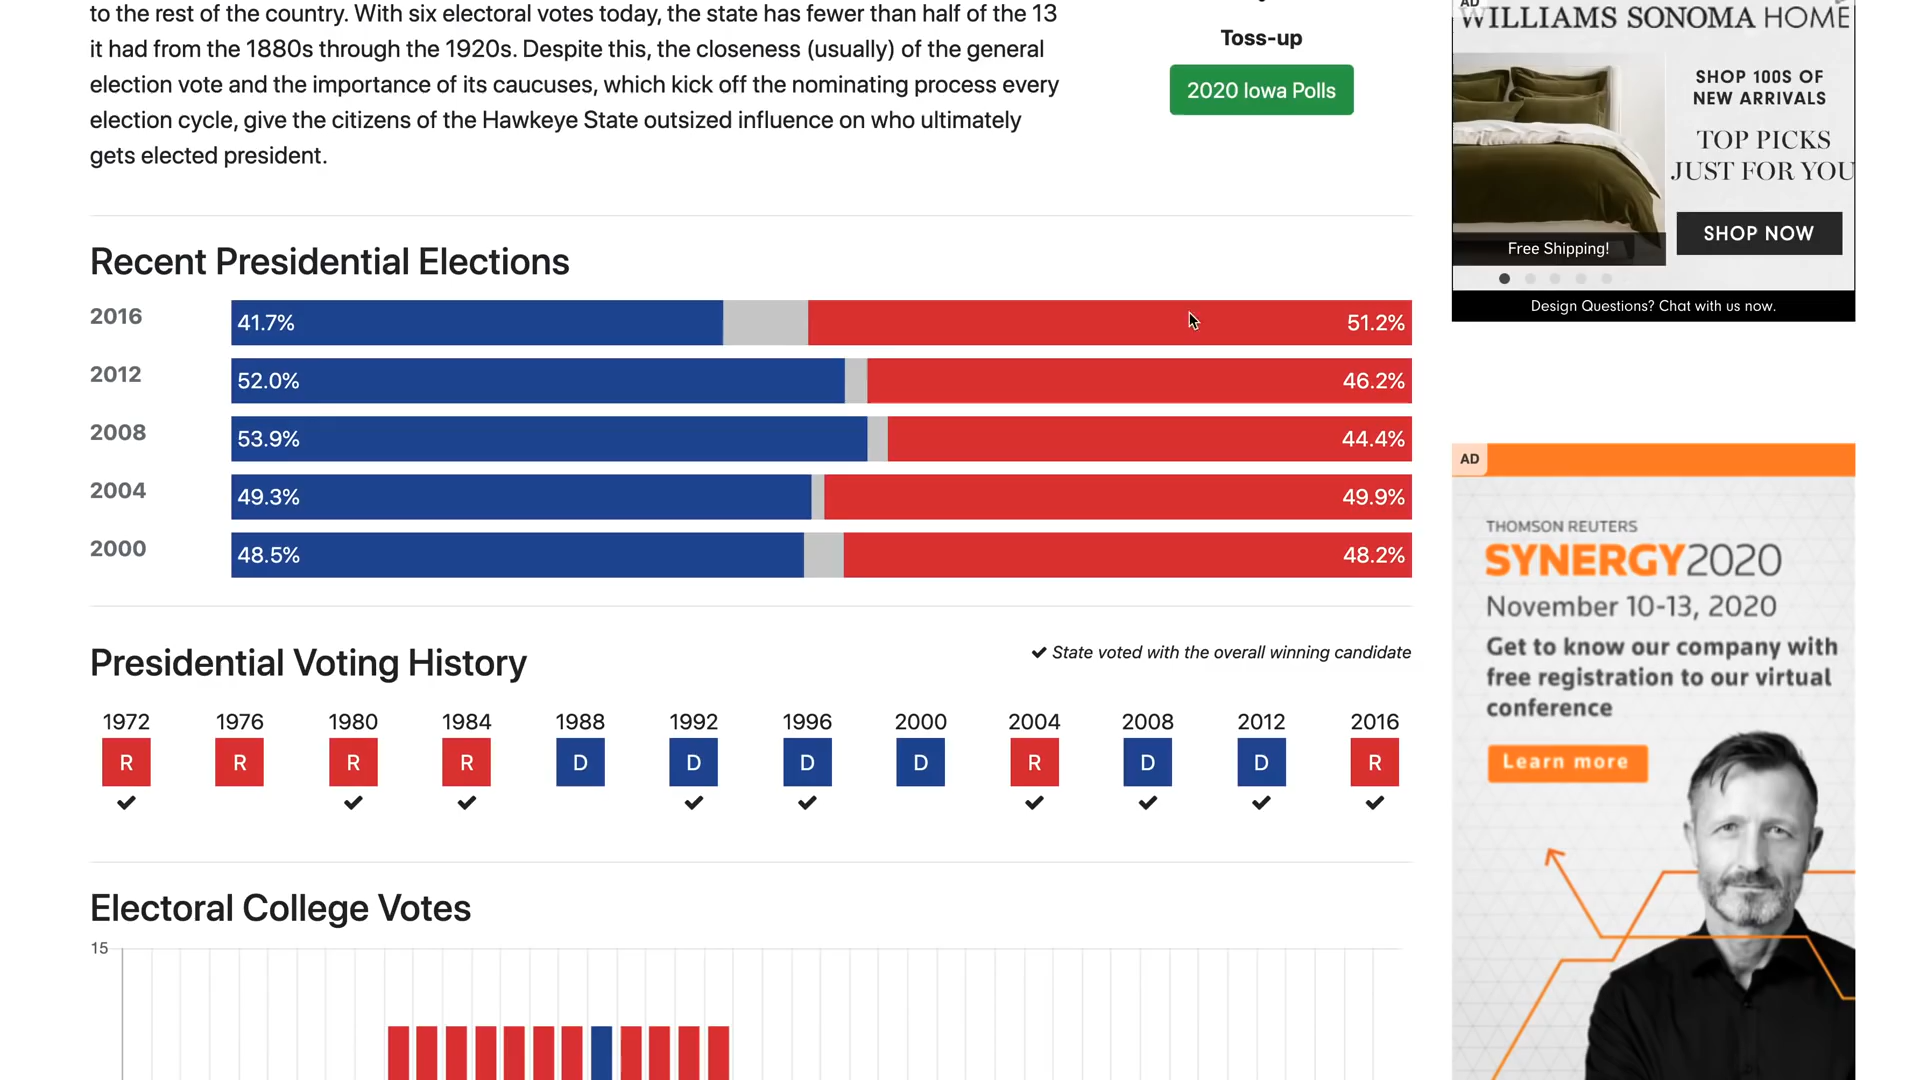 to the rest of the country. With six electoral votes today, the state has fewer than half of the 13
it had from the 1880s through the 1920s. Despite this, the closeness (usually) of the general
election vote and the importance of its caucuses, which kick off the nominating process every
election cycle, give the citizens of the Hawkeye State outsized influence on who ultimately
gets elected president.
Toss-up
2020 Iowa Polls
Recent Presidential Elections
2016 41.7% 51.2%
2012 52.0% 46.2%
2008 53.9% 44.4%
2004 49.3% 49.9%
2000 48.5% 48.2%
Presidential Voting History
✔ State voted with the overall winning candidate
1972 1976 1980 1984 1988 1992 1996 2000 2004 2008 2012 2016
R R R R D D D D R D D R
Electoral College Votes
15
AD
WILLIAMS SONOMA HOME
SHOP 100S OF
NEW ARRIVALS
TOP PICKS
JUST FOR YOU
SHOP NOW
Free Shipping!
Design Questions? Chat with us now.
AD
THOMSON REUTERS
SYNERGY2020
November 10-13, 2020
Get to know our company with
free registration to our virtual
conference
Learn more